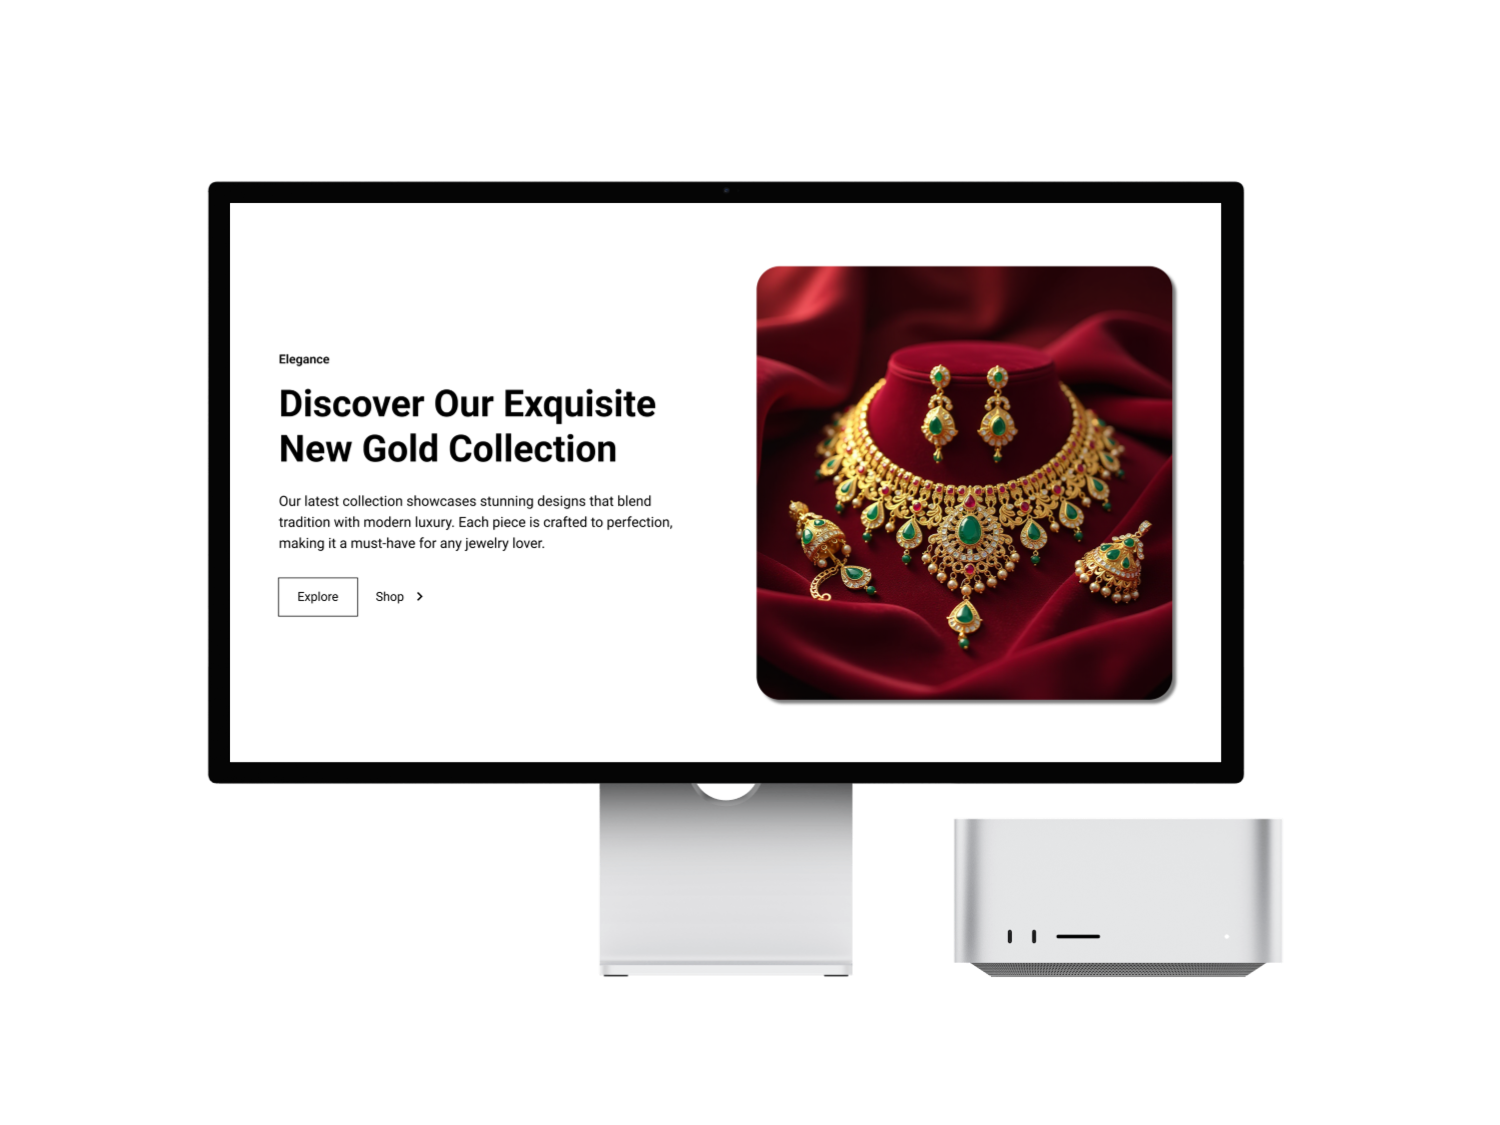 Elegance
Discover Our Exquisite
New Gold Collection
Our latest collection showcases stunning designs that blend
tradition with modern luxury. Each piece is crafted to perfection,
making it a must-have for any jewelry lover.
Explore Shop